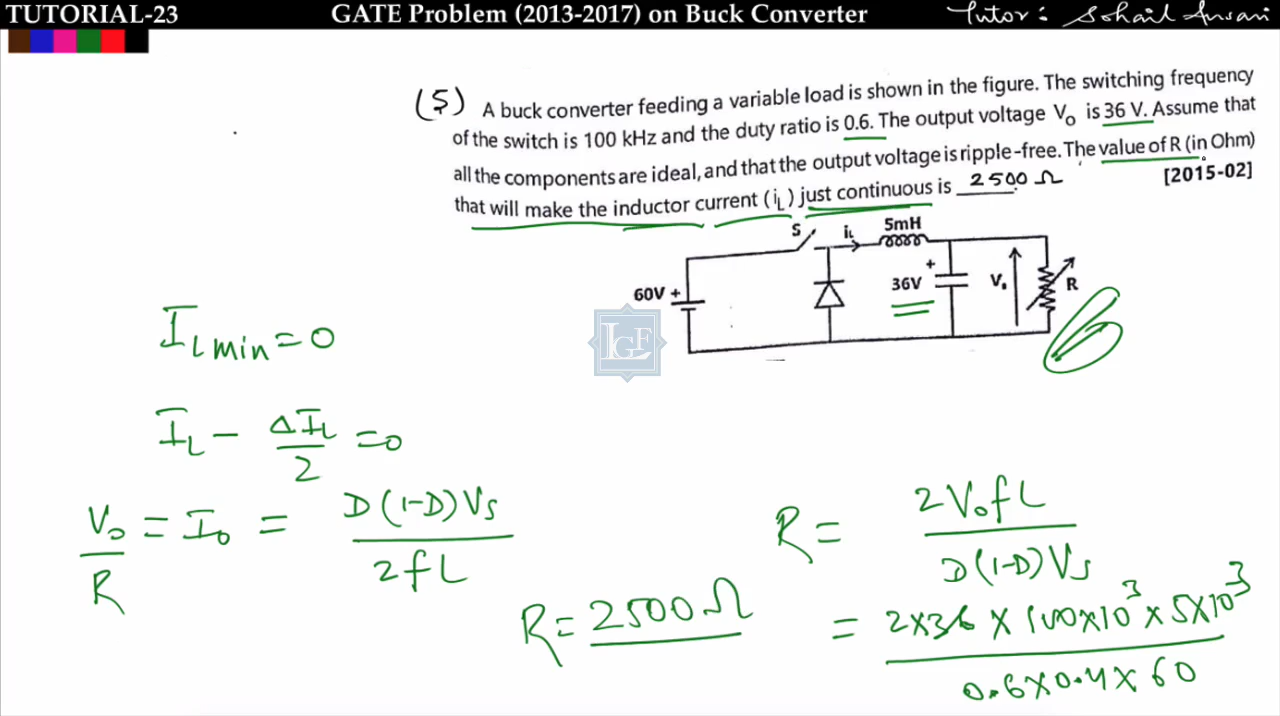 TUTORIAL-23
GATE Problem (2013-2017) on Buck Converter
Tutor: Sohail Ansari
(5) A buck converter feeding a variable load is shown in the figure. The switching frequency
of the switch is 100 kHz and the duty ratio is 0.6. The output voltage V₀ is 36 V. Assume that
all the components are ideal, and that the output voltage is ripple-free. The value of R (in Ohm)
that will make the inductor current (iL) just continuous is 2500 Ω
[2015-02]
S
iL
5mH
60V +
+
36V
V₀
R
LGF
IL min = 0
IL - ΔIL/2 = 0
V₀/R = I₀ = D(1-D)Vs/2fL
R = 2V₀fL/D(1-D)Vs
= 2×36 × 100×10³ × 5×10³/0.6×0.4×60
R = 2500 Ω